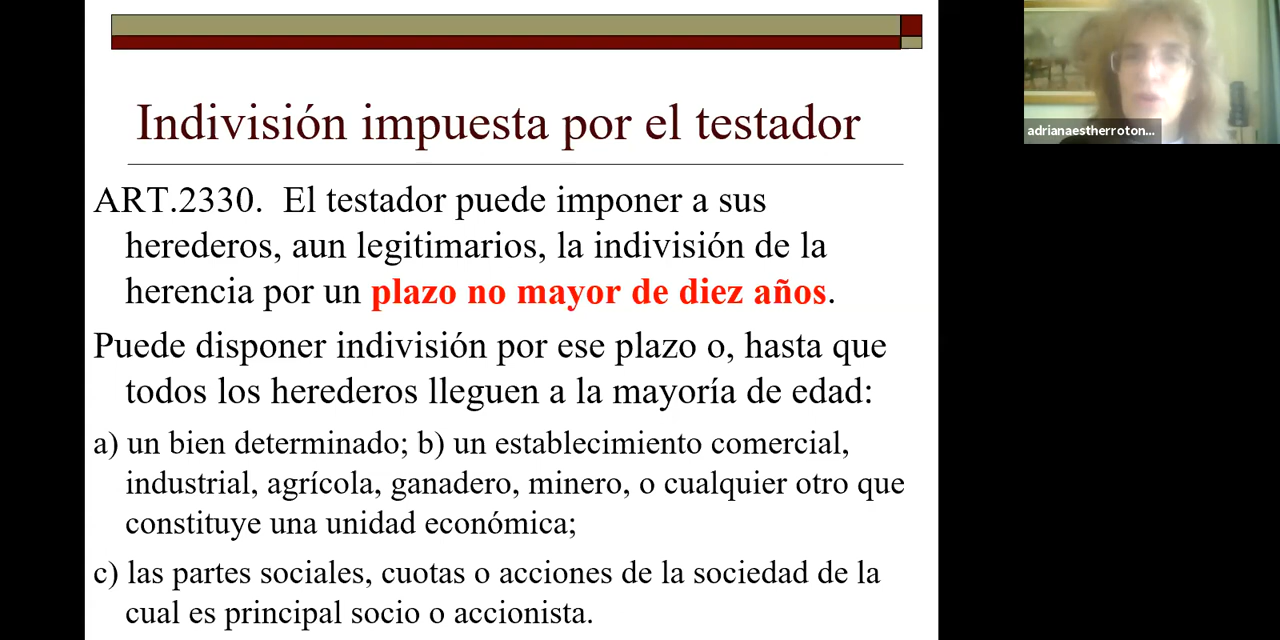 Indivisión impuesta por el testador
ART.2330. El testador puede imponer a sus
herederos, aun legitimarios, la indivisión de la
herencia por un plazo no mayor de diez años.
Puede disponer indivisión por ese plazo o, hasta que
todos los herederos lleguen a la mayoría de edad:
a) un bien determinado; b) un establecimiento comercial,
industrial, agrícola, ganadero, minero, o cualquier otro que
constituye una unidad económica;
c) las partes sociales, cuotas o acciones de la sociedad de la
cual es principal socio o accionista.
adrianaestherroton...